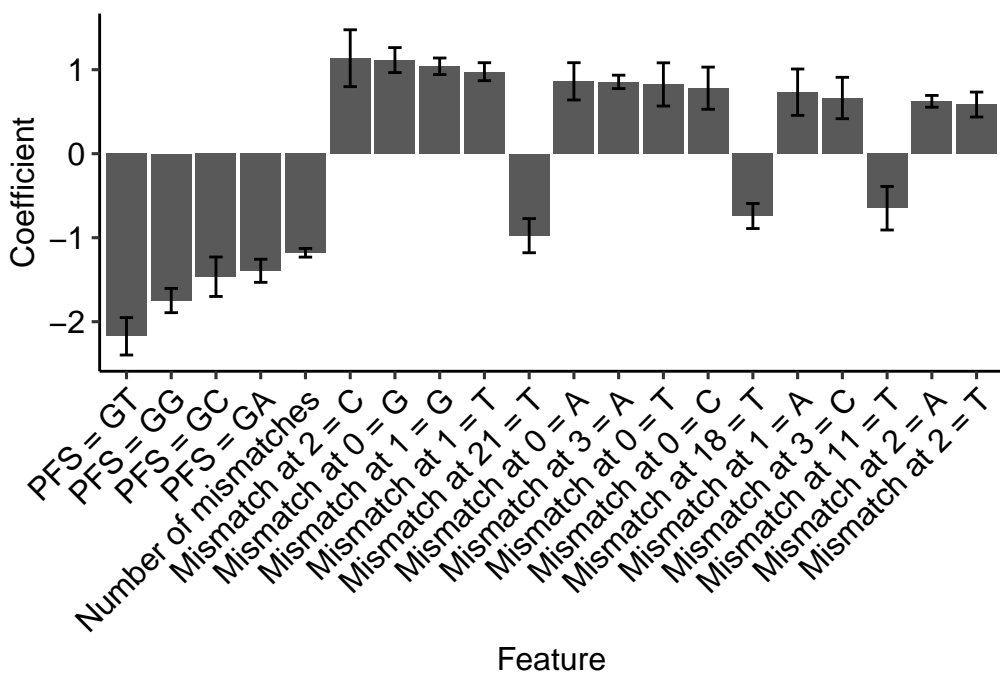 Coefficient
1
0
−1
−2
PFS = GT
PFS = GG
PFS = GC
PFS = GA
Number of mismatches
Mismatch at 2 = C
Mismatch at 0 = G
Mismatch at 1 = G
Mismatch at 1 = T
Mismatch at 21 = T
Mismatch at 0 = A
Mismatch at 3 = A
Mismatch at 0 = T
Mismatch at 0 = C
Mismatch at 18 = T
Mismatch at 1 = A
Mismatch at 3 = C
Mismatch at 11 = T
Mismatch at 2 = A
Mismatch at 2 = T
Feature